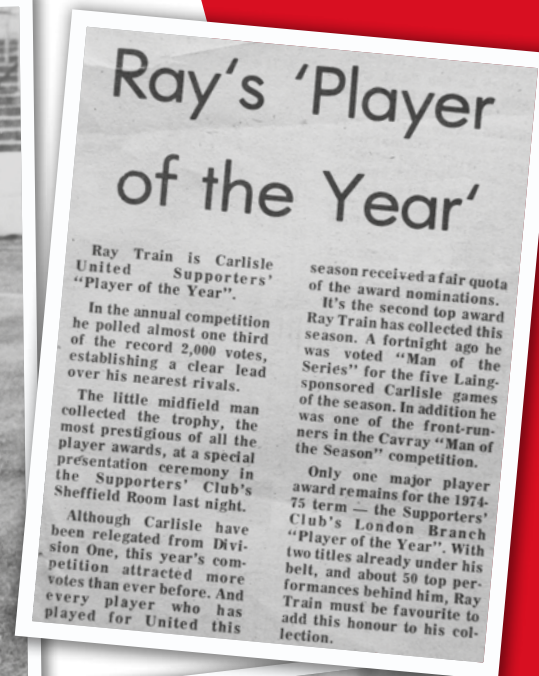 Ray's 'Player
of the Year'
Ray Train is Carlisle
United Supporters'
“Player of the Year”.
In the annual competition
he polled almost one third
of the record 2,000 votes,
establishing a clear lead
over his nearest rivals.
The little midfield man
collected the trophy, the
most prestigious of all the
player awards, at a special
presentation ceremony in
the Supporters' Club's
Sheffield Room last night.
Although Carlisle have
been relegated from Divi-
sion One, this year's com-
petition attracted more
votes than ever before. And
every player who has
played for United this
season received a fair quota
of the award nominations.
It's the second top award
Ray Train has collected this
season. A fortnight ago he
was voted “Man of the
Series” for the five Laing-
sponsored Carlisle games
of the season. In addition he
was one of the front-run-
ners in the Cavray “Man of
the Season” competition.
Only one major player
award remains for the 1974-
75 term — the Supporters'
Club's London Branch
“Player of the Year”. With
two titles already under his
belt, and about 50 top per-
formances behind him, Ray
Train must be favourite to
add this honour to his col-
lection.